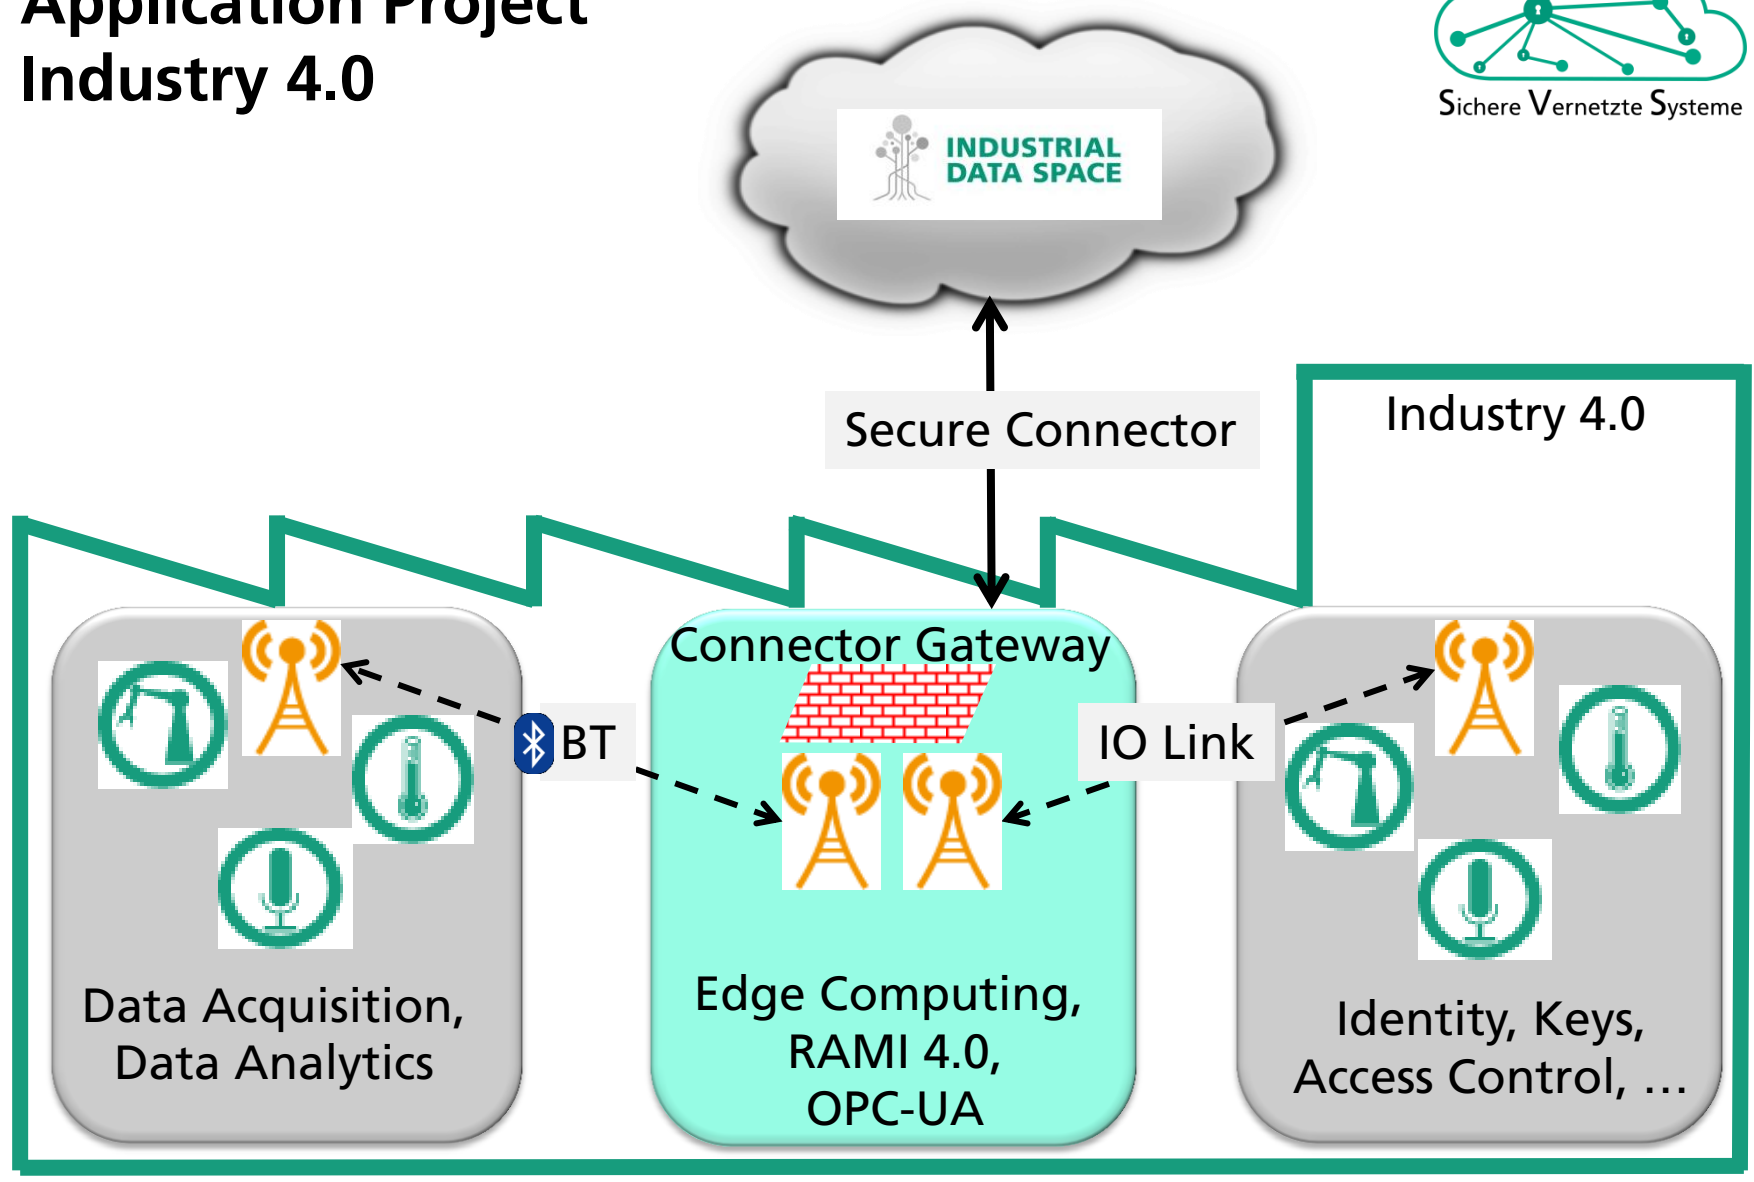 Application Project
Industry 4.0
Sichere Vernetzte Systeme
INDUSTRIAL
DATA SPACE
Secure Connector
Industry 4.0
Connector Gateway
BT
IO Link
Data Acquisition,
Data Analytics
Edge Computing,
RAMI 4.0,
OPC-UA
Identity, Keys,
Access Control, …